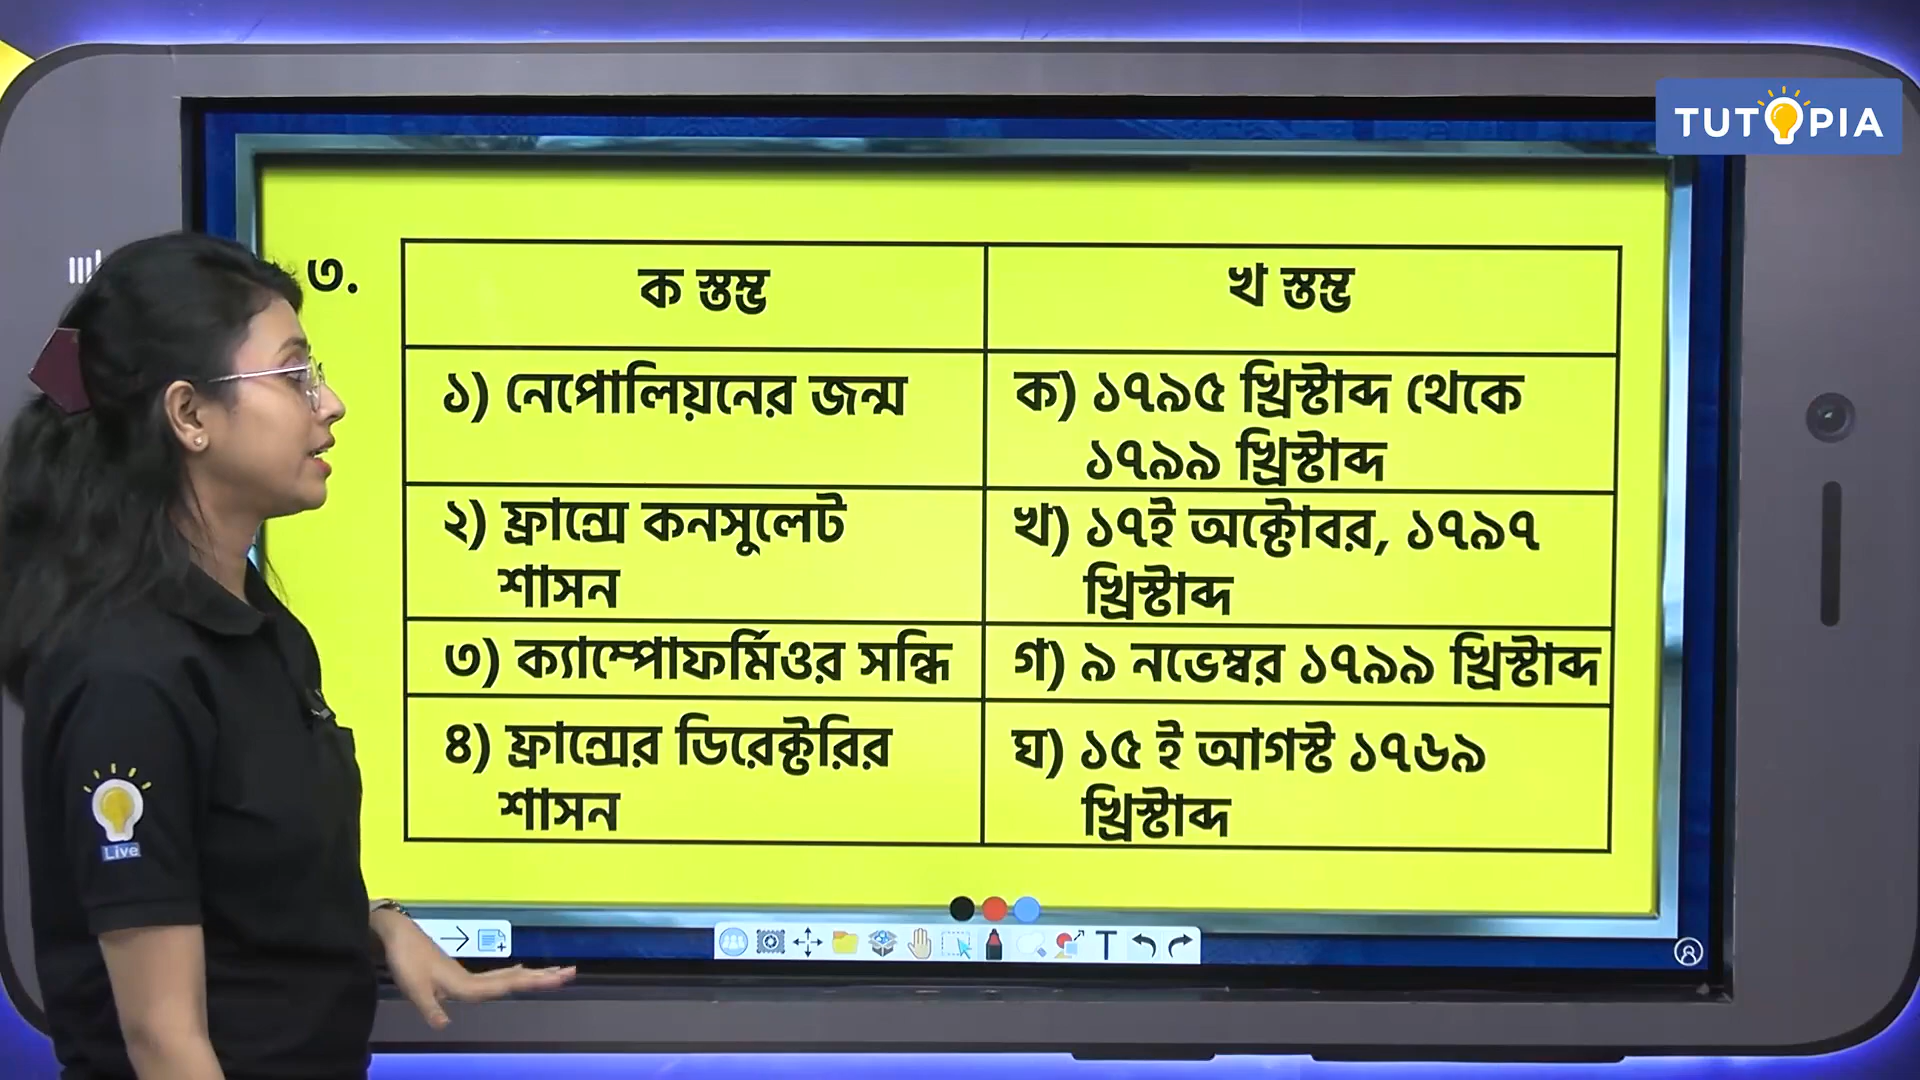 TUTOPIA
৩.
ক স্তম্ভ
খ স্তম্ভ
১) নেপোলিয়নের জন্ম
ক) ১৭৯৫ খ্রিস্টাব্দ থেকে
১৭৯৯ খ্রিস্টাব্দ
২) ফ্রান্সে কনসুলেট
শাসন
খ) ১৭ই অক্টোবর, ১৭৯৭
খ্রিস্টাব্দ
৩) ক্যাম্পোফর্মিওর সন্ধি
গ) ৯ নভেম্বর ১৭৯৯ খ্রিস্টাব্দ
৪) ফ্রান্সের ডিরেক্টরির
শাসন
ঘ) ১৫ ই আগস্ট ১৭৬৯
খ্রিস্টাব্দ
Live